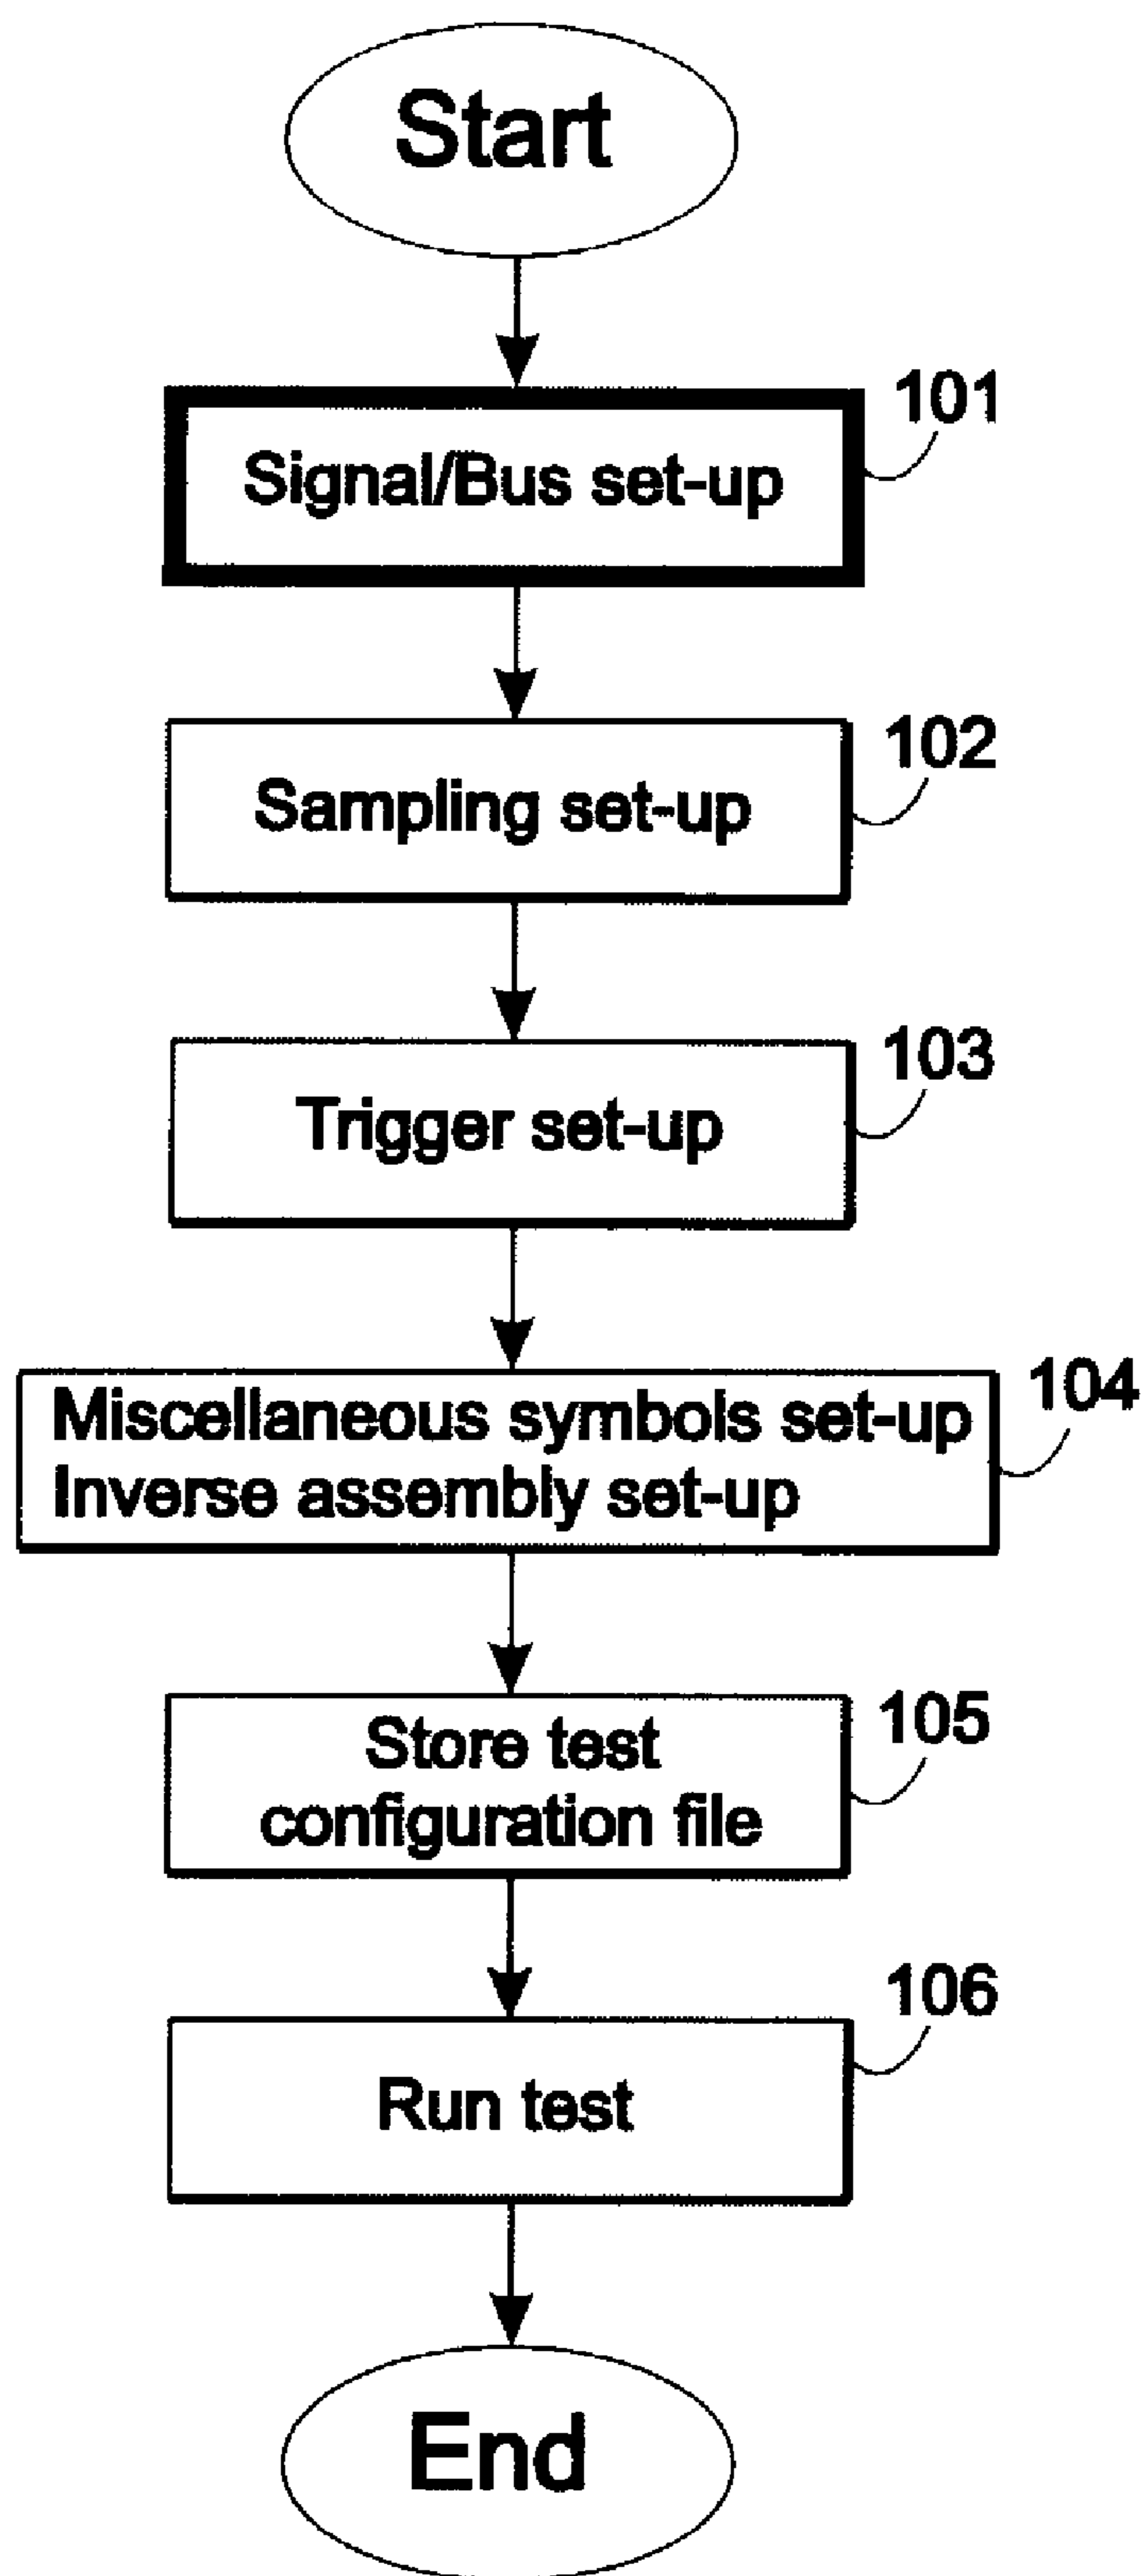 Start
101
Signal/Bus set-up
102
Sampling set-up
103
Trigger set-up
104
Miscellaneous symbols set-up
Inverse assembly set-up
105
Store test
configuration file
106
Run test
End